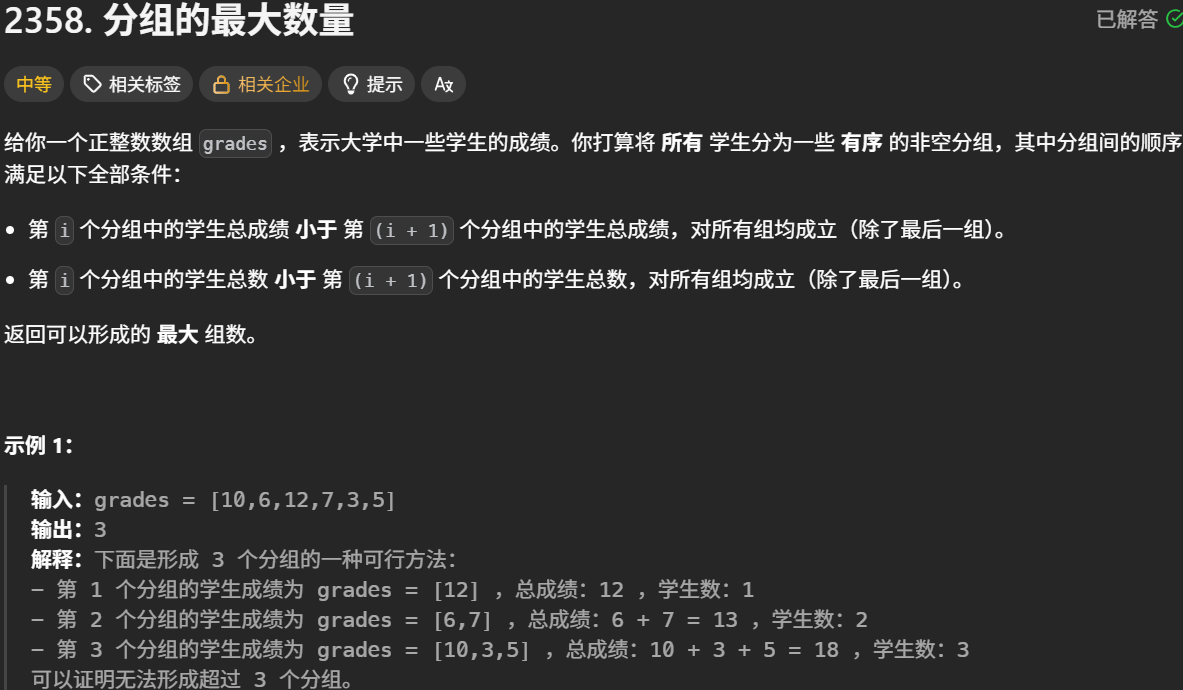 2358. 分组的最大数量
已解答
中等 相关标签 相关企业 提示
给你一个正整数数组 grades ，表示大学中一些学生的成绩。你打算将 所有 学生分为一些 有序 的非空分组，其中分组间的顺序
满足以下全部条件：
• 第 i 个分组中的学生总成绩 小于 第 (i + 1) 个分组中的学生总成绩，对所有组均成立（除了最后一组）。
• 第 i 个分组中的学生总数 小于 第 (i + 1) 个分组中的学生总数，对所有组均成立（除了最后一组）。
返回可以形成的 最大 组数。
示例 1：
输入：grades = [10,6,12,7,3,5]
输出：3
解释：下面是形成 3 个分组的一种可行方法：
- 第 1 个分组的学生成绩为 grades = [12] ，总成绩：12 ，学生数：1
- 第 2 个分组的学生成绩为 grades = [6,7] ，总成绩：6 + 7 = 13 ，学生数：2
- 第 3 个分组的学生成绩为 grades = [10,3,5] ，总成绩：10 + 3 + 5 = 18 ，学生数：3
可以证明无法形成超过 3 个分组。